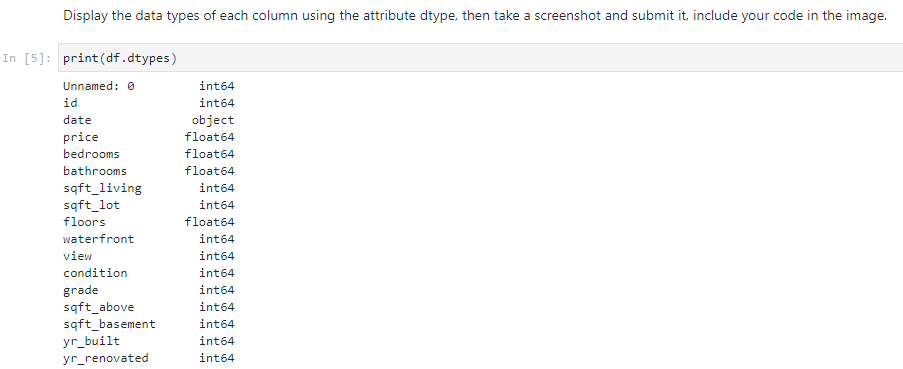 Display the data types of each column using the attribute dtype, then take a screenshot and submit it, include your code in the image.
In [5]: print(df.dtypes)
Unnamed: 0 int64
id int64
date object
price float64
bedrooms float64
bathrooms float64
sqft_living int64
sqft_lot int64
floors float64
waterfront int64
view int64
condition int64
grade int64
sqft_above int64
sqft_basement int64
yr_built int64
yr_renovated int64